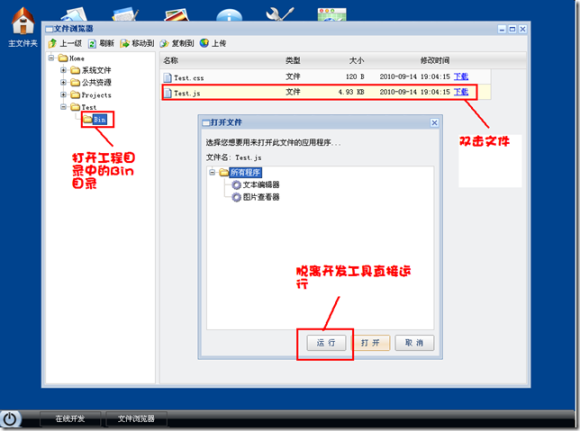 主文件夹
文件浏览器
上一级 刷新 移动到 复制到 上传
Home
系统文件
公共资源
Projects
Test
Bin
名称 类型 大小 修改时间
Test.css 文件 120 B 2010-09-14 19:04:15 下载
Test.js 文件 4.93 KB 2010-09-14 19:04:15 下载
打开工程目
录中的Bin
目录
双击文件
打开文件
选择您想要用来打开此文件的应用程序...
文件名: Test.js
所有程序
文本编辑器
图片查看器
脱离开发工具直接运
行
运行 打开 取消
在线开发 文件浏览器